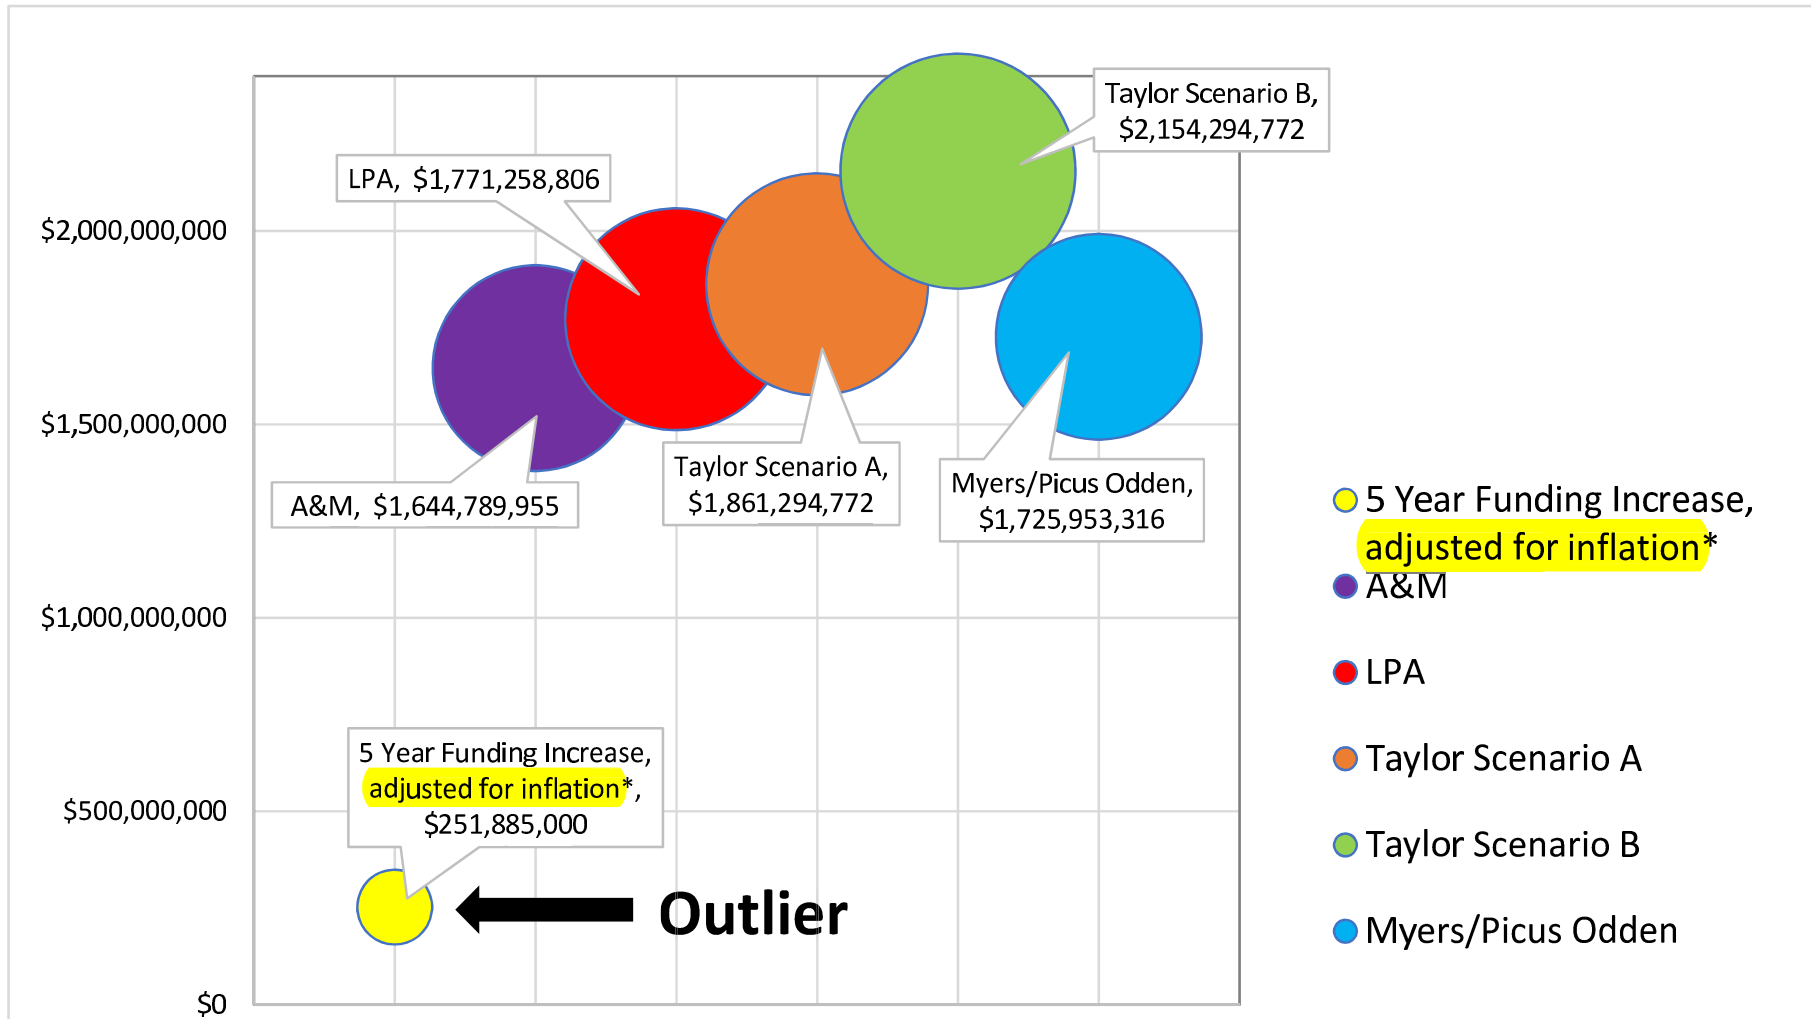 Taylor Scenario B,
$2,154,294,772
LPA, $1,771,258,806
$2,000,000,000
$1,500,000,000
Taylor Scenario A,
$1,861,294,772
Myers/Picus Odden,
$1,725,953,316
A&M, $1,644,789,955
$1,000,000,000
5 Year Funding Increase,
adjusted for inflation*,
$251,885,000
$500,000,000
Outlier
$0
5 Year Funding Increase,
adjusted for inflation*
A&M
LPA
Taylor Scenario A
Taylor Scenario B
Myers/Picus Odden